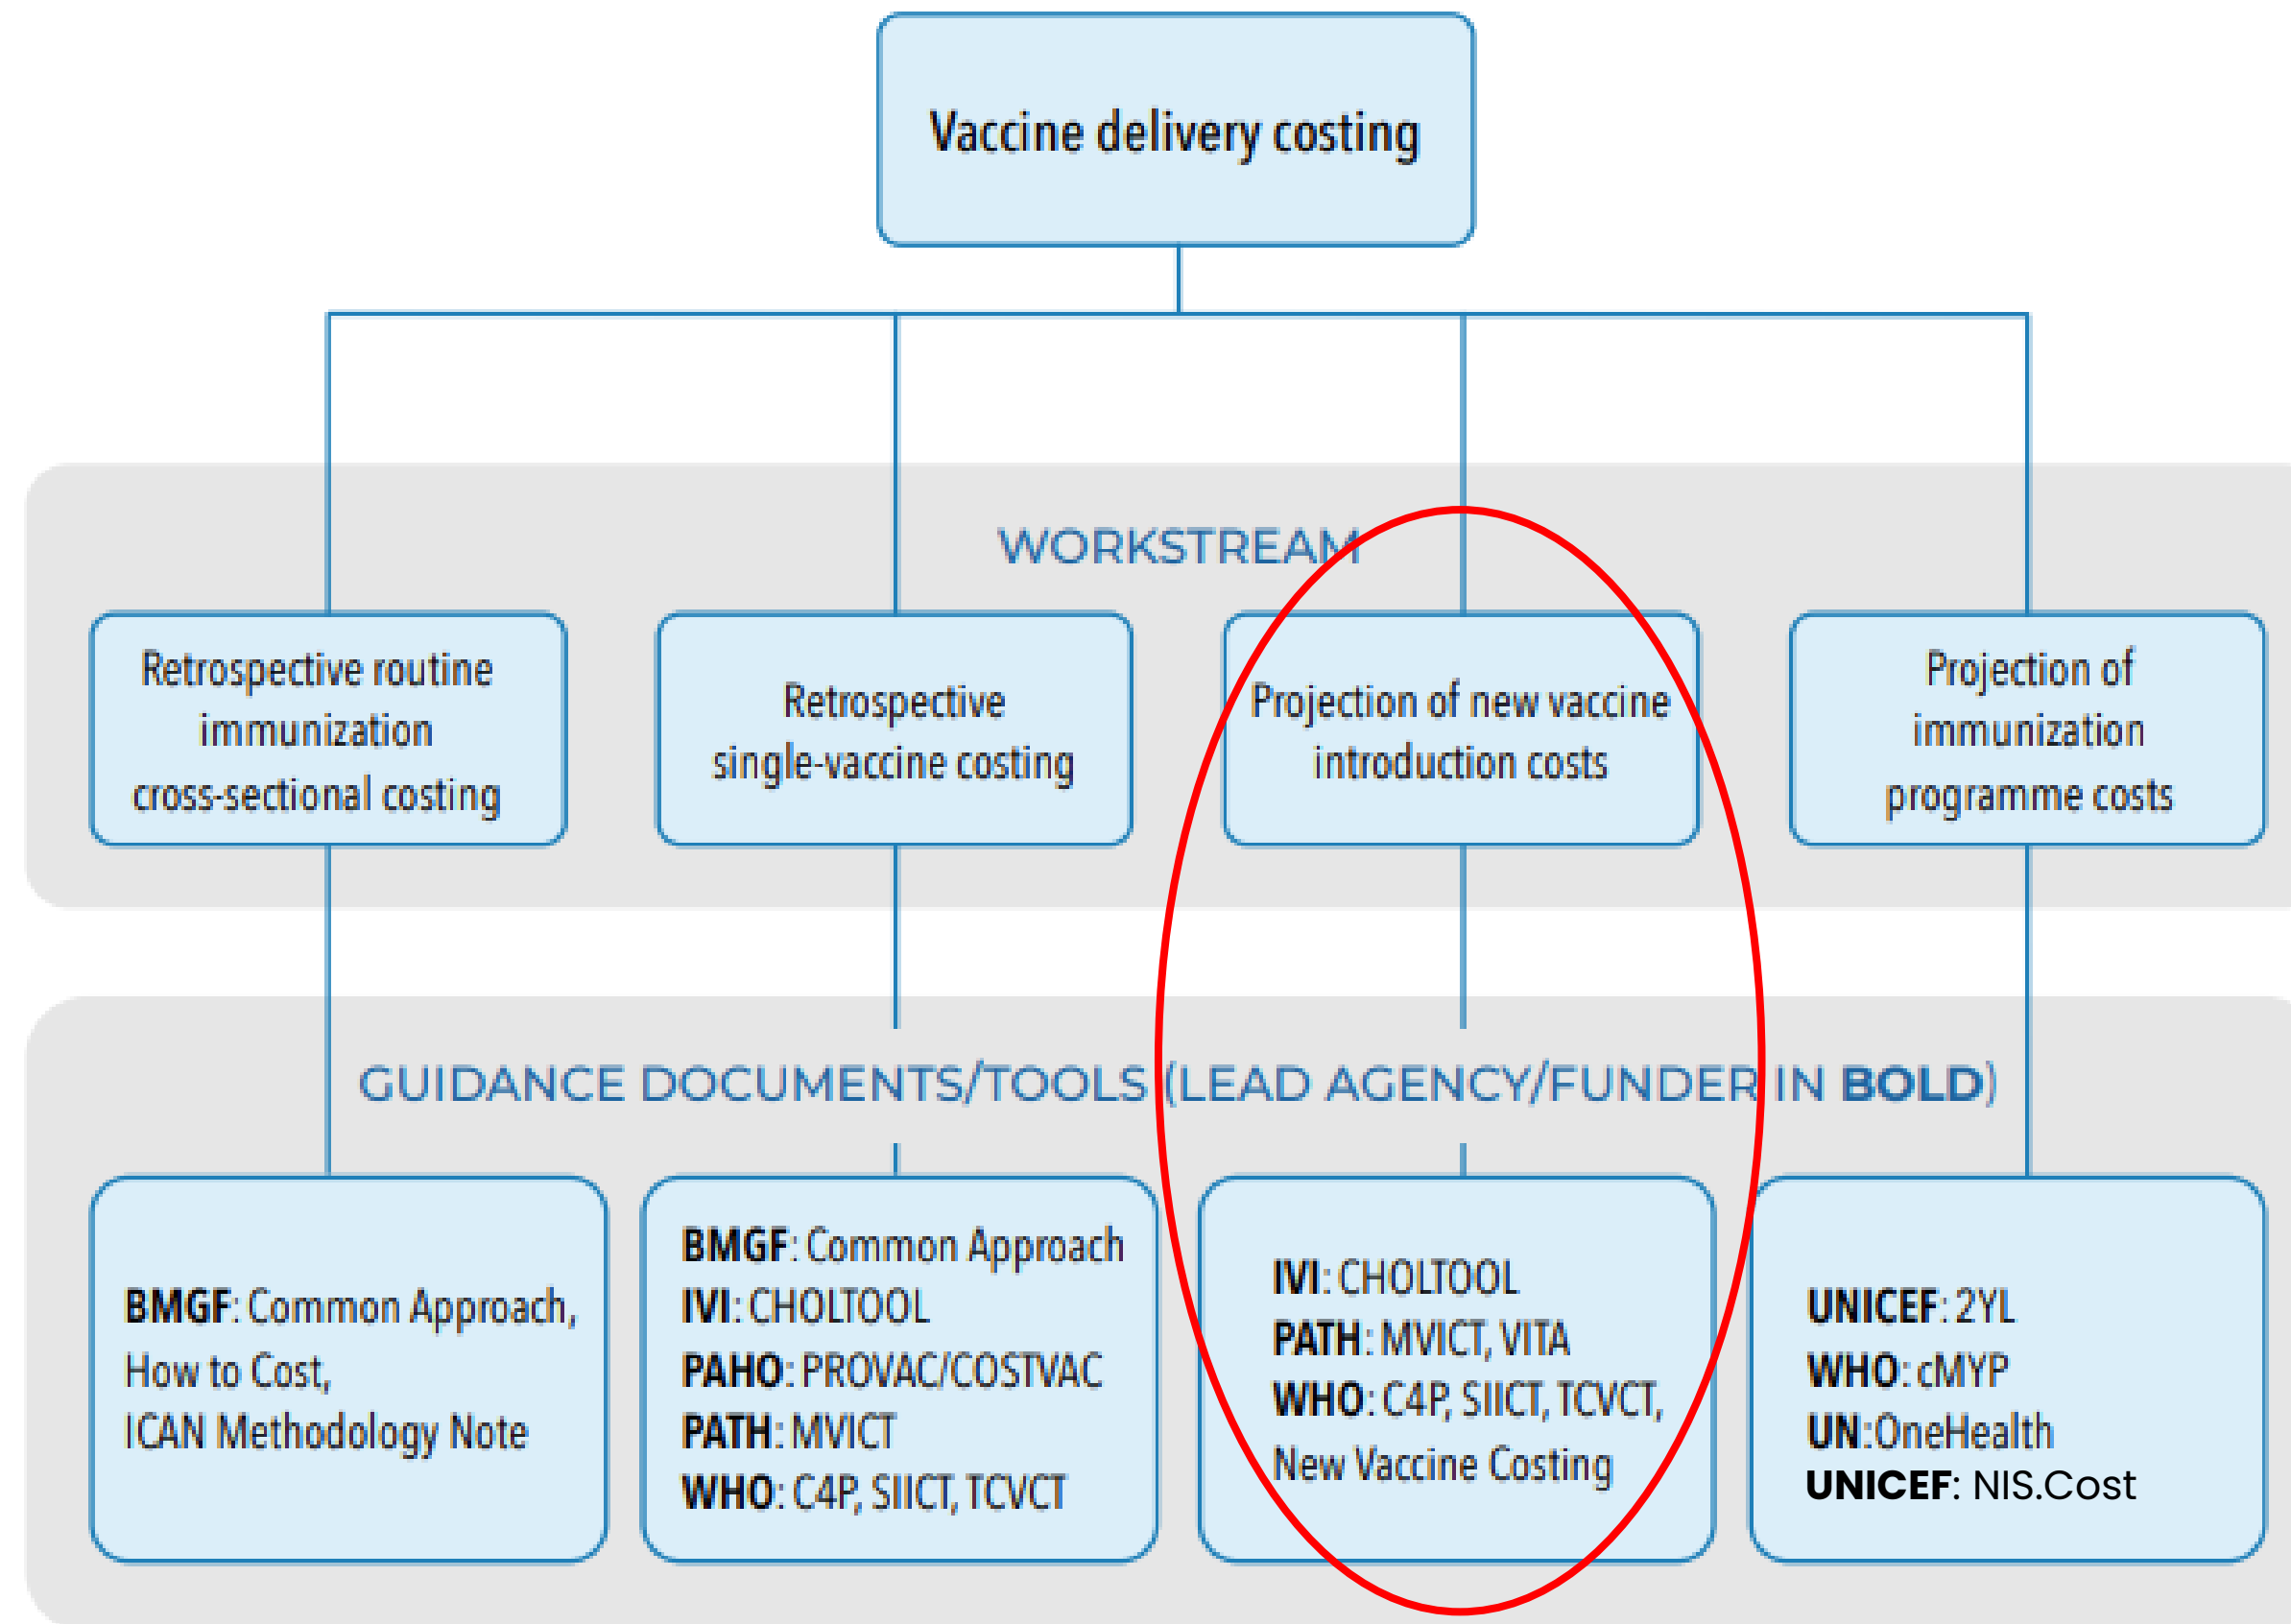 Vaccine delivery costing
WORKSTREAM
Retrospective routine
immunization
cross-sectional costing
Retrospective
single-vaccine costing
Projection of new vaccine
introduction costs
Projection of
immunization
programme costs
GUIDANCE DOCUMENTS/TOOLS (LEAD AGENCY/FUNDER IN BOLD)
BMGF: Common Approach,
How to Cost,
ICAN Methodology Note
BMGF: Common Approach
IVI: CHOLTOOL
PAHO: PROVAC/COSTVAC
PATH: MVICT
WHO: C4P, SIICT, TCVCT
IVI: CHOLTOOL
PATH: MVICT, VITA
WHO: C4P, SIICT, TCVCT,
New Vaccine Costing
UNICEF: 2YL
WHO: cMYP
UN:OneHealth
UNICEF: NIS.Cost